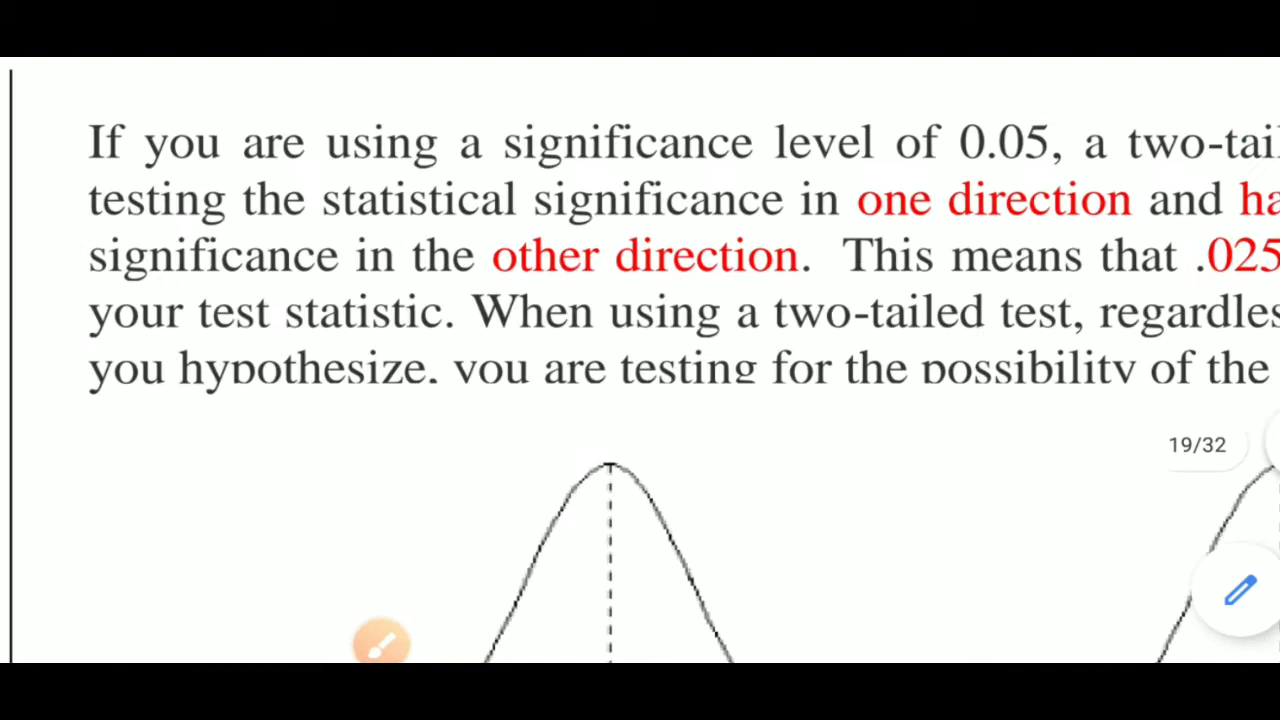 If you are using a significance level of 0.05, a two-tai
testing the statistical significance in one direction and ha
significance in the other direction. This means that .025
your test statistic. When using a two-tailed test, regardles
you hypothesize, you are testing for the possibility of the
19/32